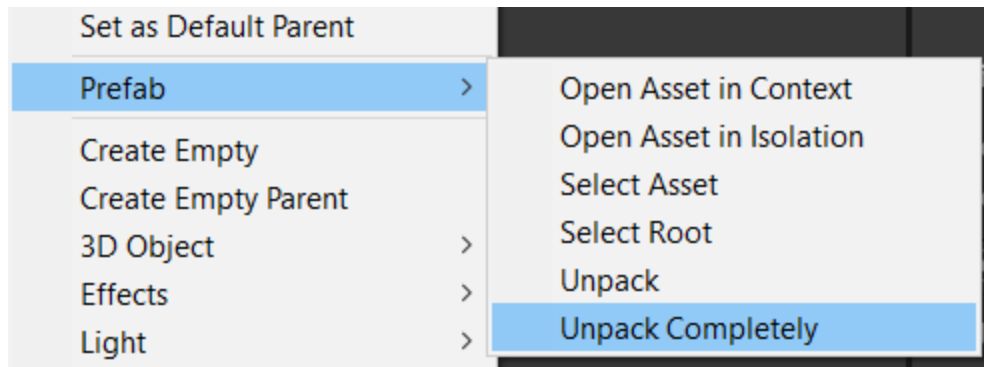 Set as Default Parent
Prefab
Create Empty
Create Empty Parent
3D Object
Effects
Light
Open Asset in Context
Open Asset in Isolation
Select Asset
Select Root
Unpack
Unpack Completely